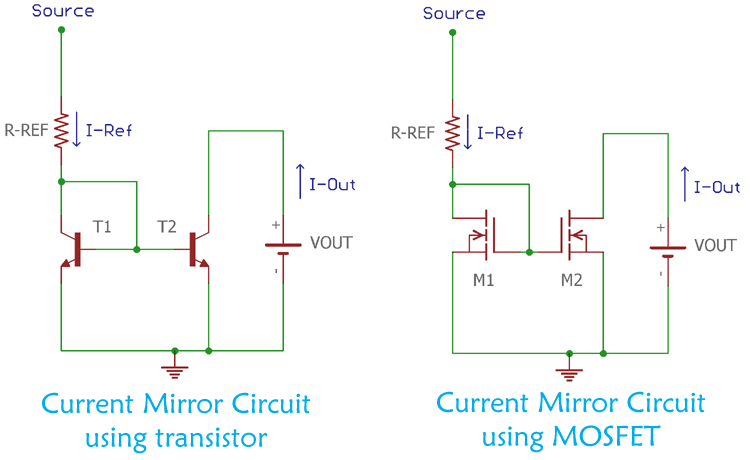 Source
R-REF
I-Ref
I-Out
T1
T2
+
VOUT
-
Current Mirror Circuit
using transistor
Source
R-REF
I-Ref
I-Out
+
VOUT
-
M1
M2
Current Mirror Circuit
using MOSFET